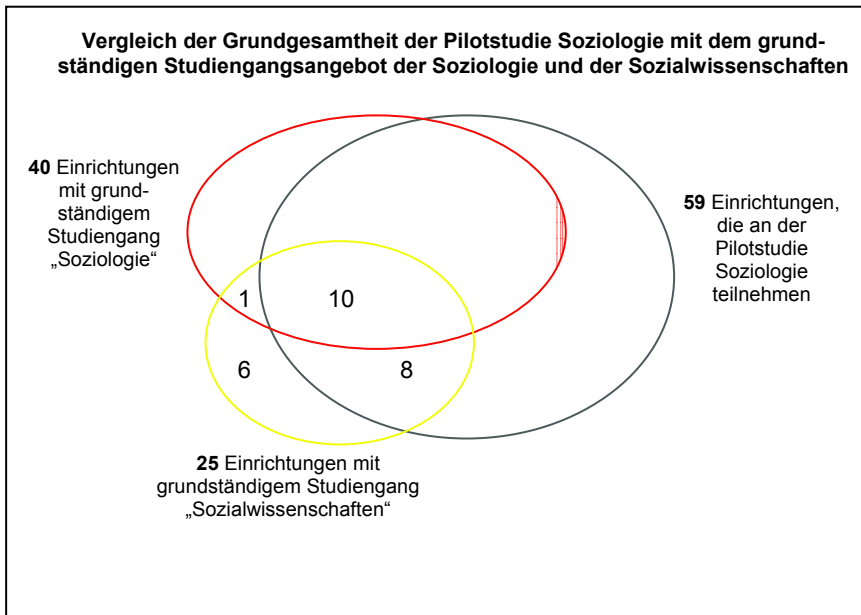 Vergleich der Grundgesamtheit der Pilotstudie Soziologie mit dem grund-
ständigen Studiengangsangebot der Soziologie und der Sozialwissenschaften
40 Einrichtungen
mit grund-
ständigem
Studiengang
„Soziologie“
59 Einrichtungen,
die an der
Pilotstudie
Soziologie
teilnehmen
1
10
6
8
25 Einrichtungen mit
grundständigem Studiengang
„Sozialwissenschaften“